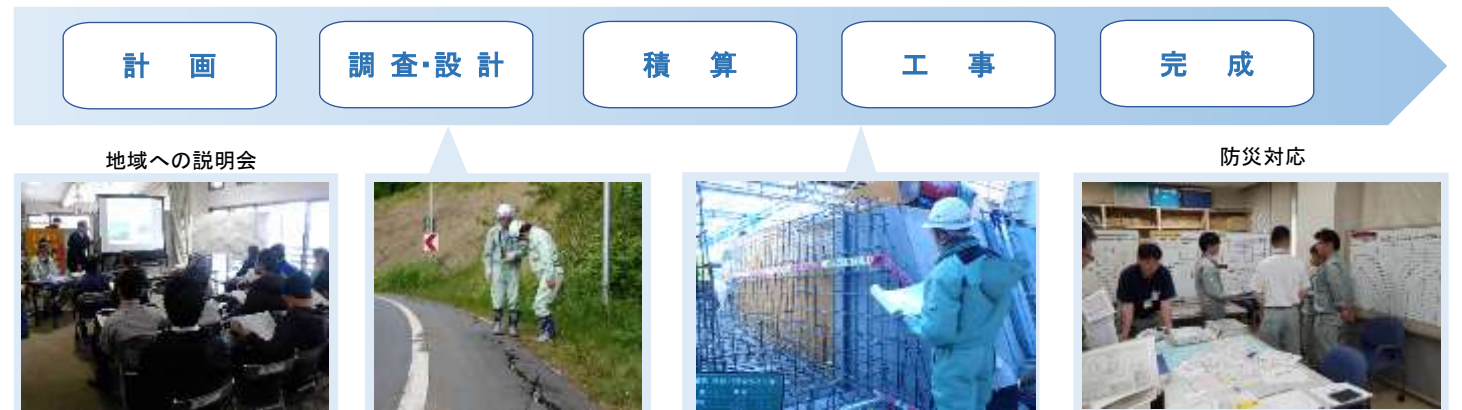 計 画
調 査・設 計
積 算
工 事
完 成
地域への説明会
防災対応